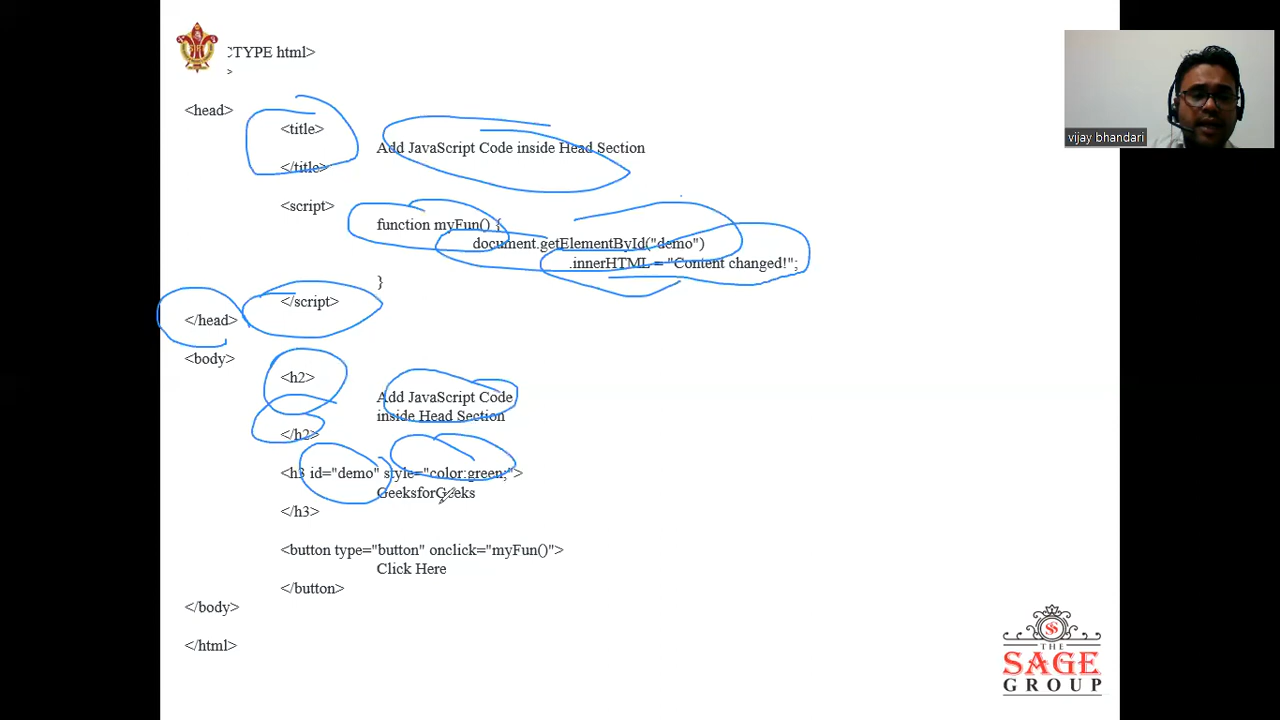 CTYPE html>
>
<head>
<title>
Add JavaScript Code inside Head Section
</title>
<script>
function myFun() {
document.getElementById("demo")
.innerHTML = "Content changed!";
}
</script>
</head>
<body>
<h2>
Add JavaScript Code
inside Head Section
</h2>
<h3 id="demo" style="color:green;">
GeeksforGeeks
</h3>
<button type="button" onclick="myFun()">
Click Here
</button>
</body>
</html>
vijay bhandari
THE
SAGE
GROUP